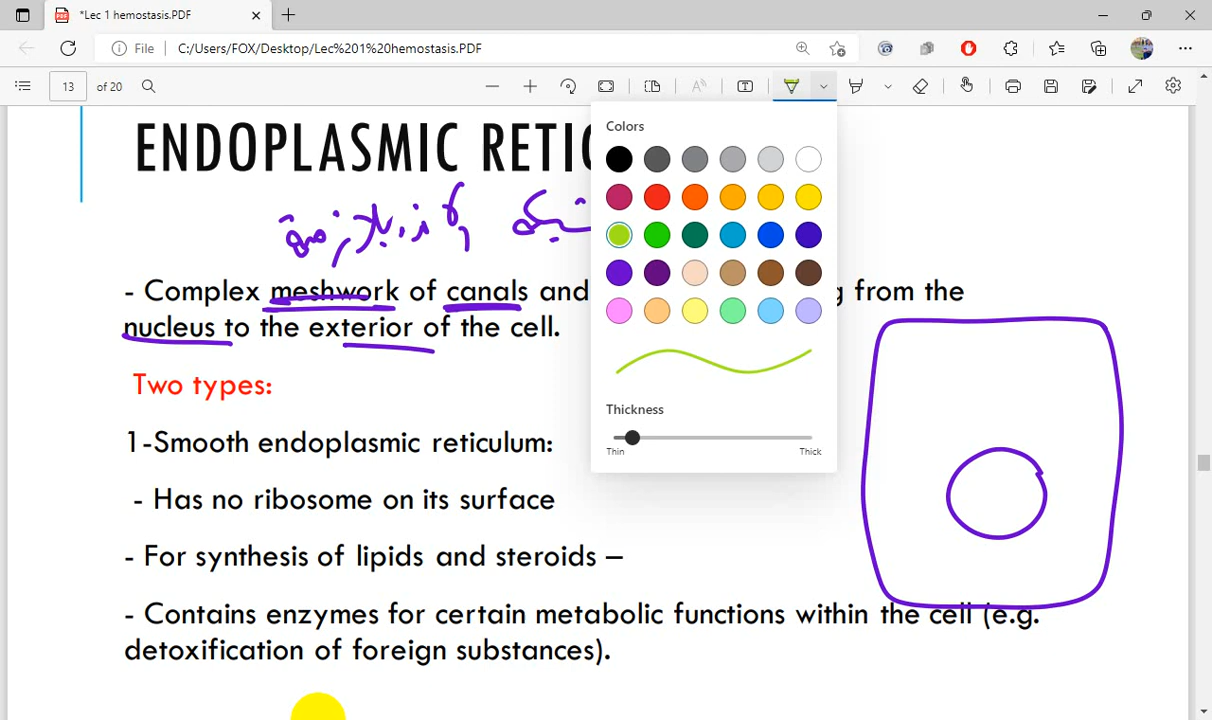 *Lec 1 hemostasis.PDF
File C:/Users/FOX/Desktop/Lec%201%20hemostasis.PDF
13 of 20
Colors
ENDOPLASMIC RETIC
- Complex meshwork of canals and g from the
nucleus to the exterior of the cell.
Two types:
Thickness
Thin Thick
1-Smooth endoplasmic reticulum:
- Has no ribosome on its surface
- For synthesis of lipids and steroids –
- Contains enzymes for certain metabolic functions within the cell (e.g.
detoxification of foreign substances).